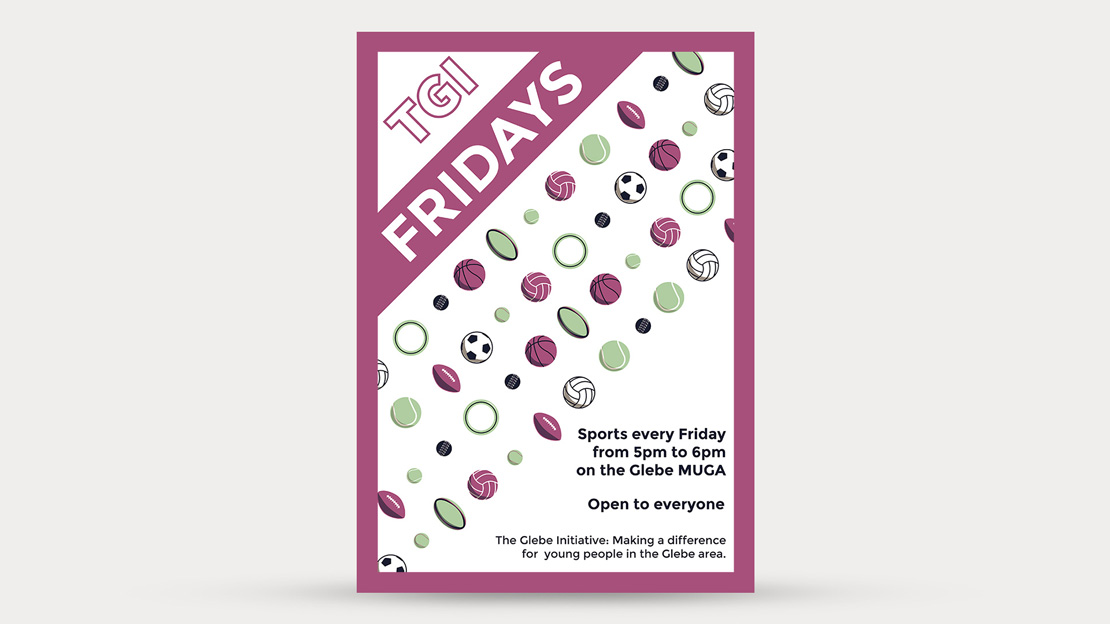 TGI
FRIDAYS
Sports every Friday
from 5pm to 6pm
on the Glebe MUGA
Open to everyone
The Glebe Initiative: Making a difference
for  young people in the Glebe area.